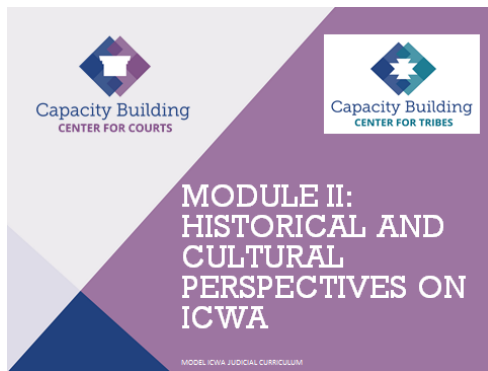 Capacity Building
CENTER FOR COURTS
Capacity Building
CENTER FOR TRIBES
MODULE II:
HISTORICAL AND
CULTURAL
PERSPECTIVES ON
ICWA
MODEL ICWA JUDICIAL CURRICULUM